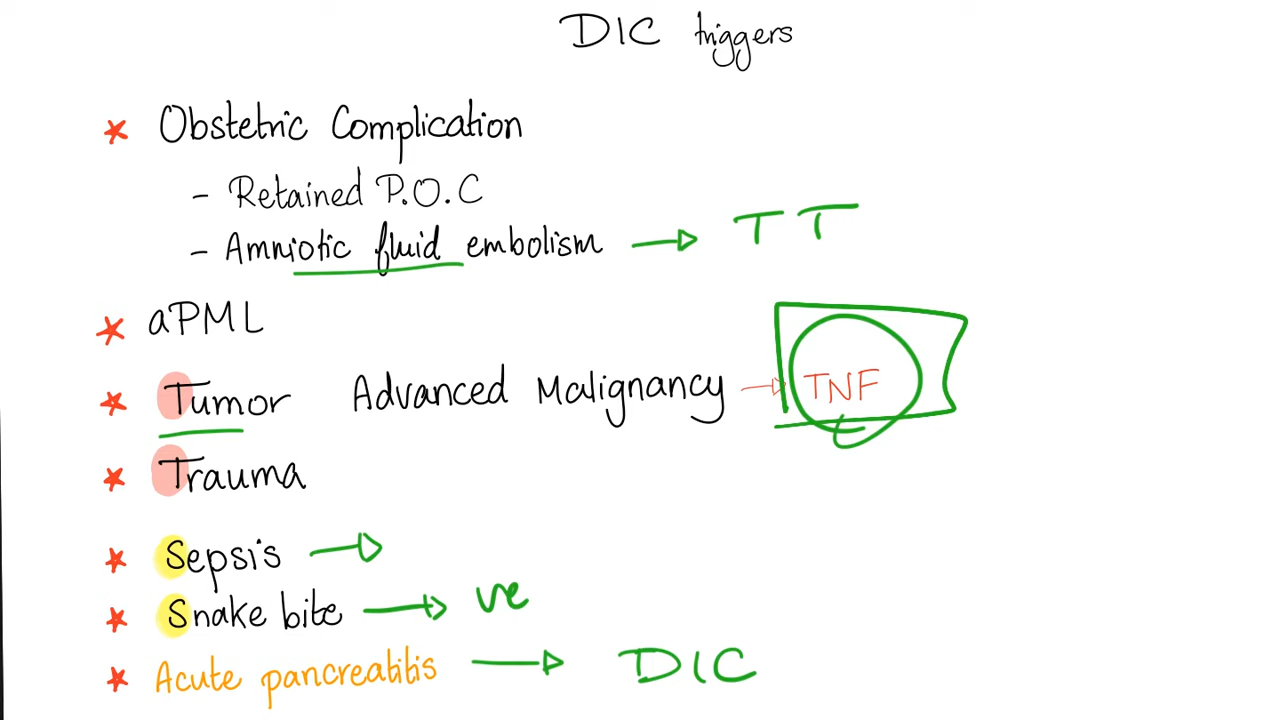 DIC triggers
* Obstetric Complication
- Retained P.O.C
- Amniotic fluid embolism → TT
* aPML
* Tumor Advanced Malignancy → TNF
* Trauma
* Sepsis →
* Snake bite → ve
* Acute pancreatitis → DIC